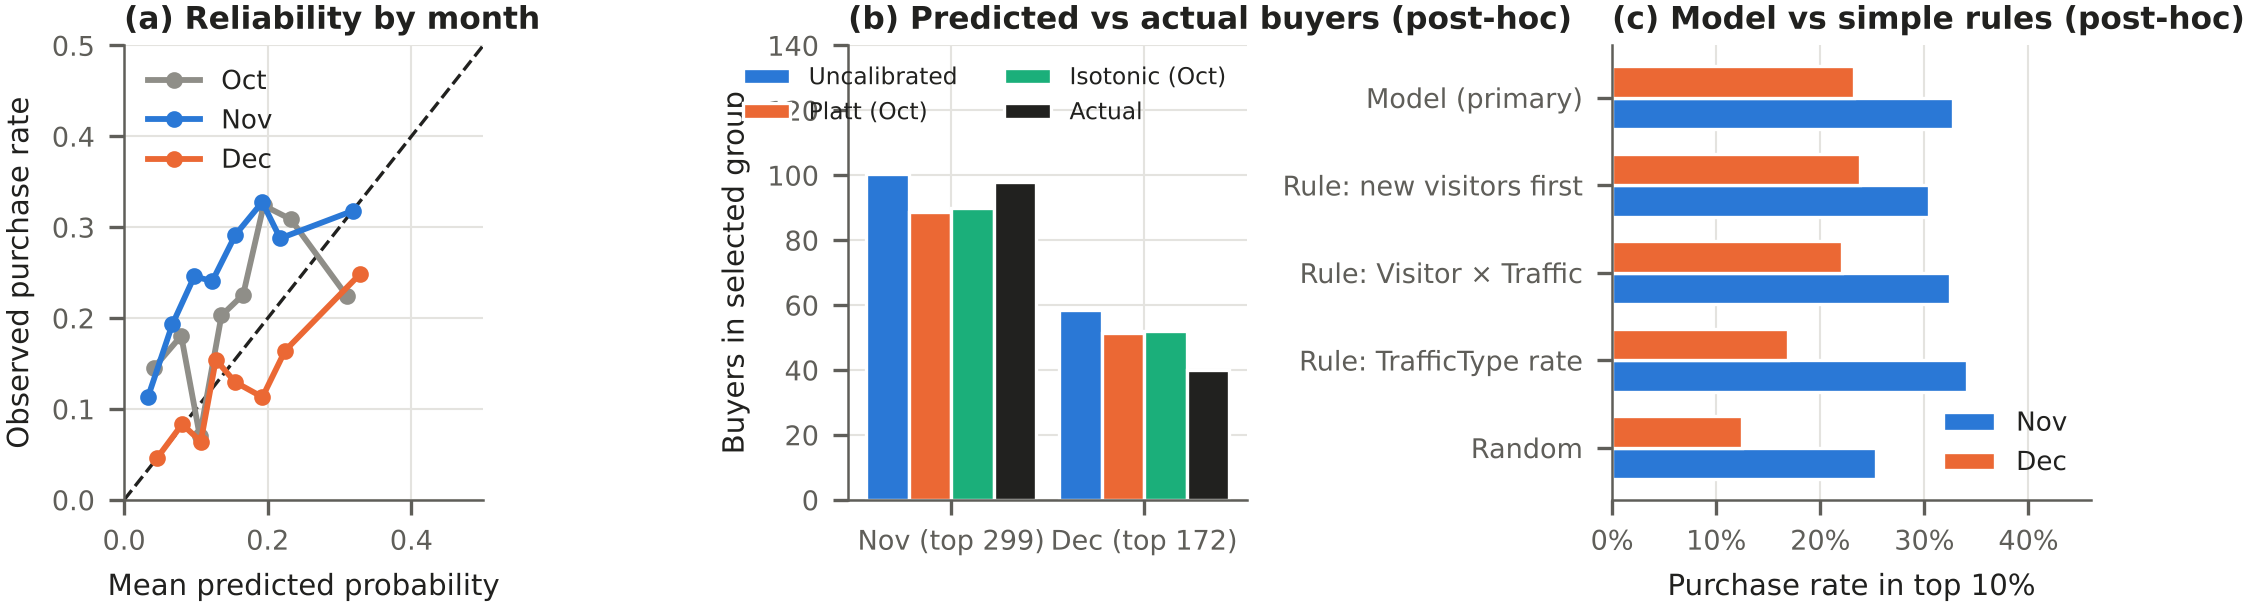 (a) Reliability by month
Observed purchase rate
0.5
0.4
0.3
0.2
0.1
0.0
Oct
Nov
Dec
0.0 0.2 0.4
Mean predicted probability
(b) Predicted vs actual buyers (post-hoc)
Buyers in selected group
140
120
100
80
60
40
20
0
Uncalibrated
Platt (Oct)
Isotonic (Oct)
Actual
Nov (top 299) Dec (top 172)
(c) Model vs simple rules (post-hoc)
Model (primary)
Rule: new visitors first
Rule: Visitor × Traffic
Rule: TrafficType rate
Random
Nov
Dec
0% 10% 20% 30% 40%
Purchase rate in top 10%